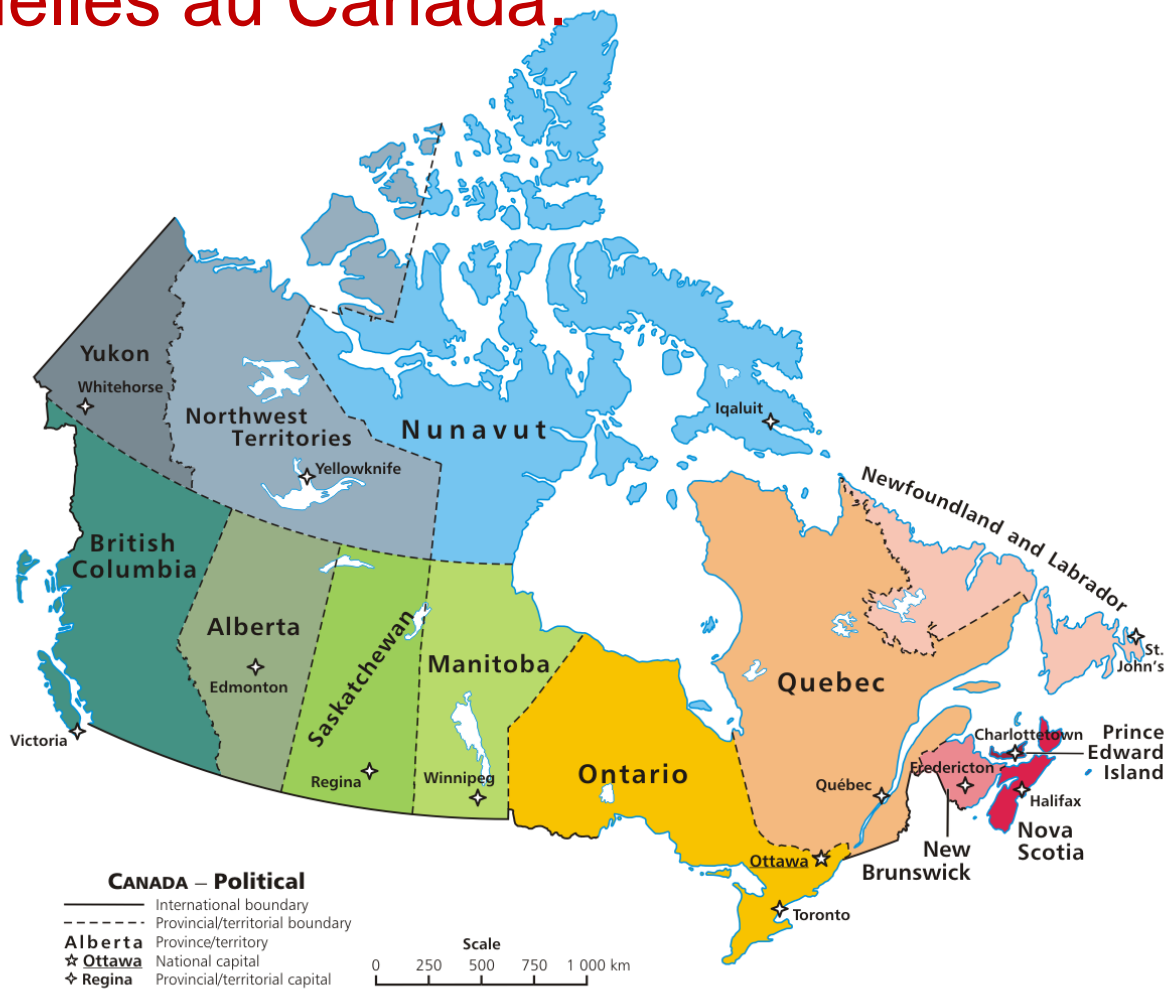 au Canada.
Yukon
Whitehorse
Northwest
Territories
Yellowknife
Nunavut
Iqaluit
Newfoundland and Labrador
British
Columbia
Alberta
Edmonton
Saskatchewan
Manitoba
Quebec
St.
John's
Victoria
Regina
Winnipeg
Ontario
Québec
Charlottetown
Prince
Edward
Island
Fredericton
Halifax
Nova
Scotia
New
Brunswick
Ottawa
Toronto
CANADA – Political
International boundary
Provincial/territorial boundary
Alberta Province/territory
Ottawa National capital
Regina Provincial/territorial capital
Scale
0 250 500 750 1 000 km